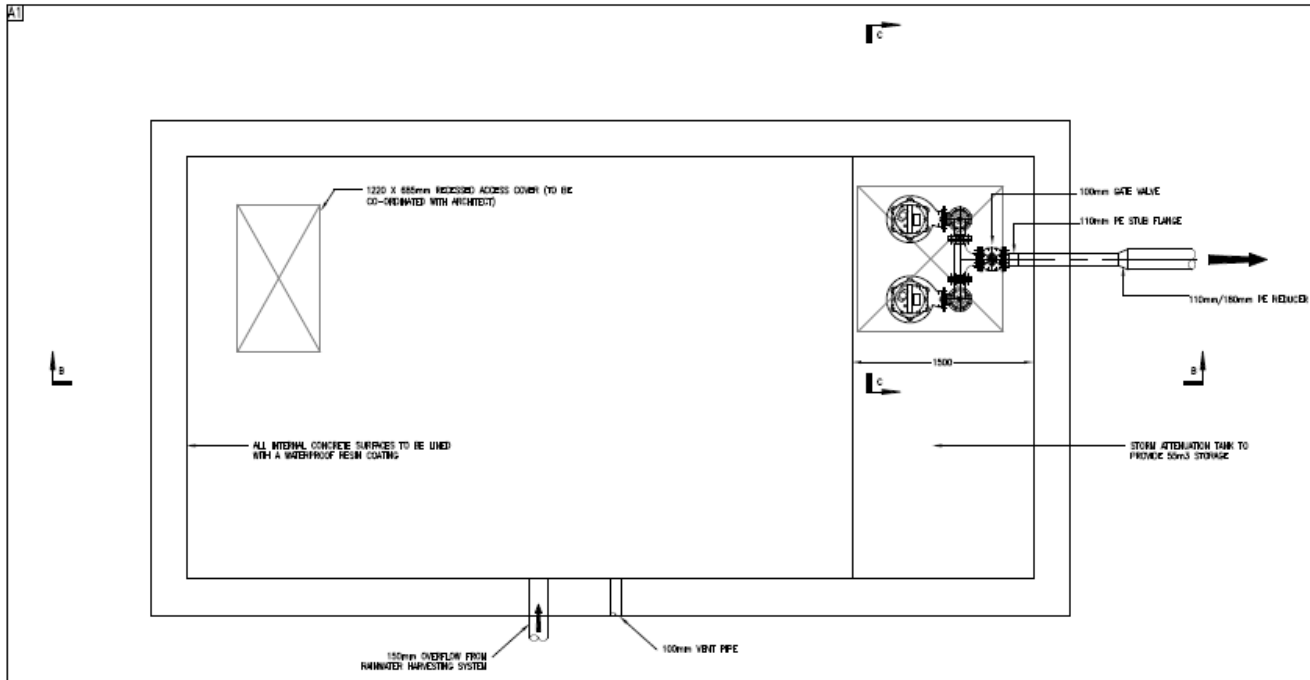 A1
C
1220 X 685mm RECESSED ACCESS COVER (TO BE
CO-ORDINATED WITH ARCHITECT)
100mm GATE VALVE
110mm PE STUB FLANGE
110mm/160mm PE REDUCER
1500
B
C
B
ALL INTERNAL CONCRETE SURFACES TO BE LINED
WITH A WATERPROOF RESIN COATING
STORM ATTENUATION TANK TO
PROVIDE 55m3 STORAGE
150mm OVERFLOW FROM
RAINWATER HARVESTING SYSTEM
100mm VENT PIPE